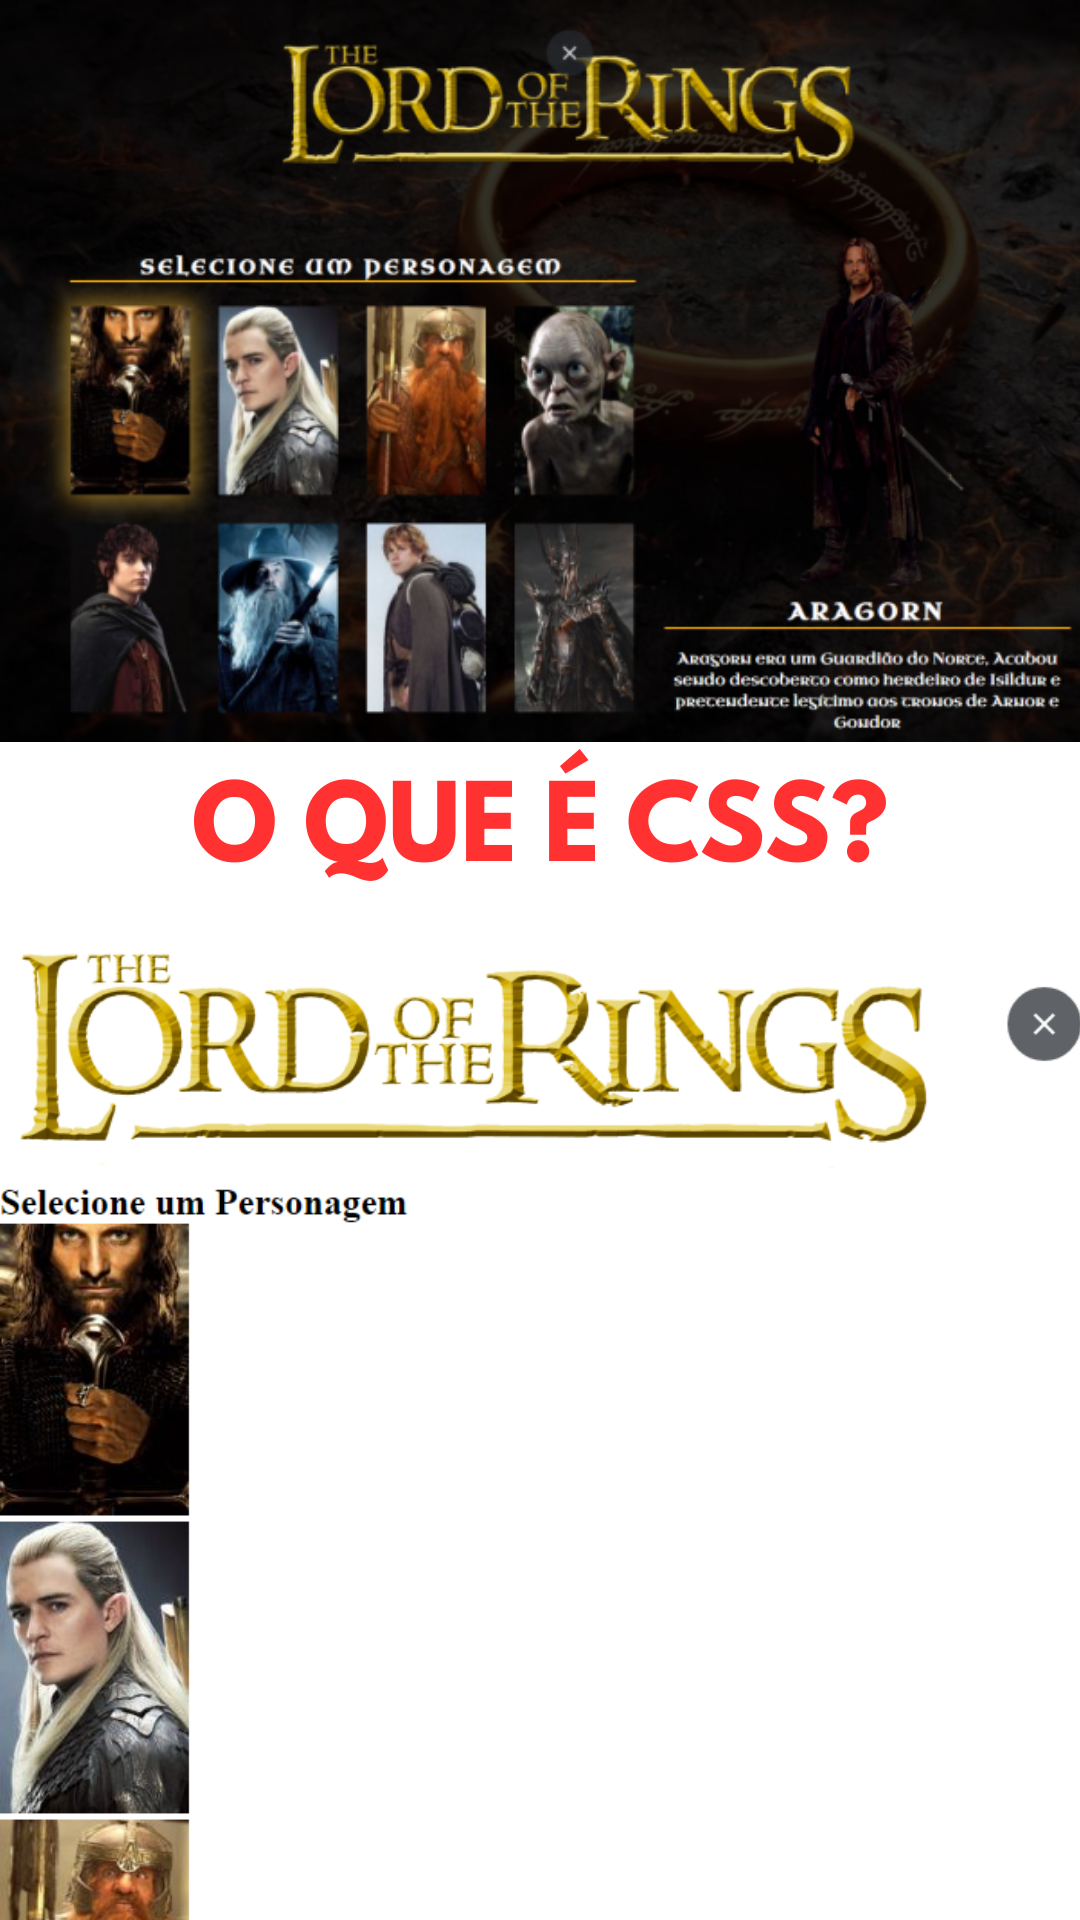 THE
LORD OF THE RINGS
SELECIONE UM PERSONAGEM
ARAGORN
Aragorn era um Guardião do Norte, Acabou
sendo descoberto como herdeiro de Isildur e
pretendente legítimo aos tronos de Arnor e
Gondor
O QUE É CSS?
THE
LORD OF THE RINGS
Selecione um Personagem